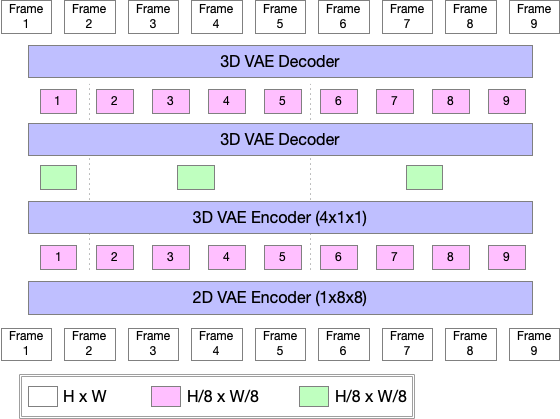 Frame 1 Frame 2 Frame 3 Frame 4 Frame 5 Frame 6 Frame 7 Frame 8 Frame 9
3D VAE Decoder
1 2 3 4 5 6 7 8 9
3D VAE Decoder
3D VAE Encoder (4x1x1)
1 2 3 4 5 6 7 8 9
2D VAE Encoder (1x8x8)
Frame 1 Frame 2 Frame 3 Frame 4 Frame 5 Frame 6 Frame 7 Frame 8 Frame 9
H x W H/8 x W/8 H/8 x W/8